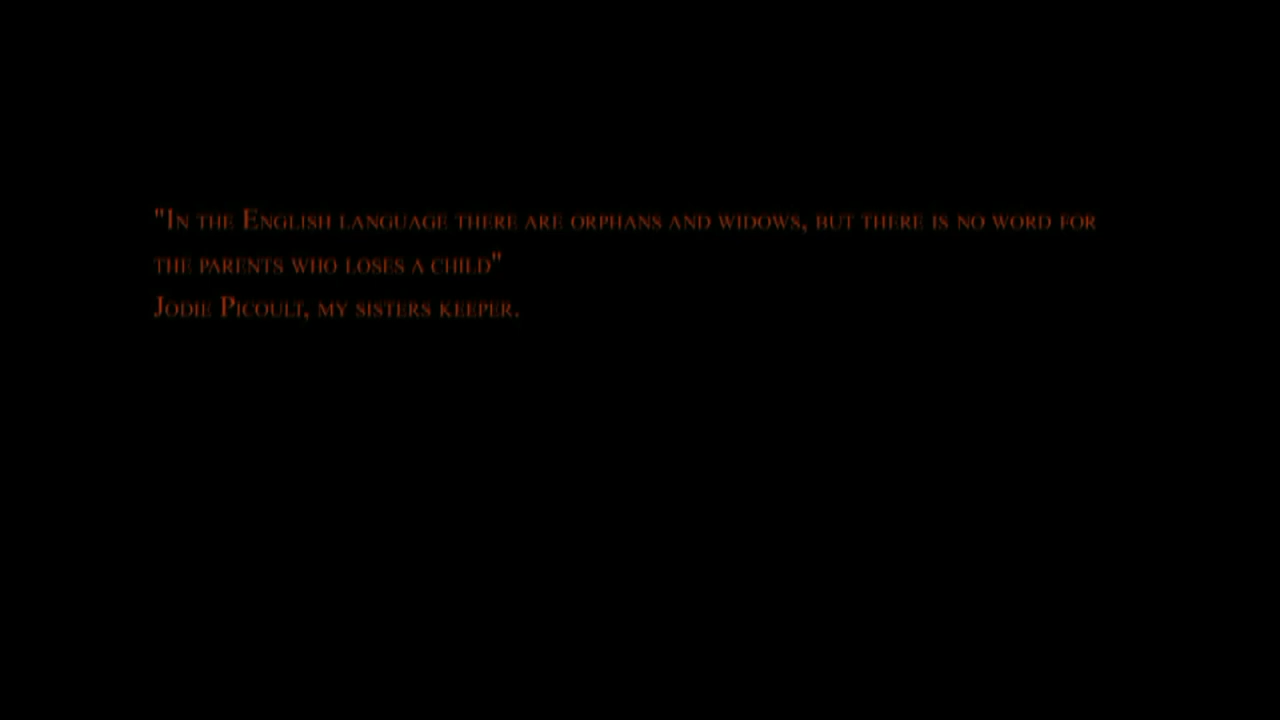 "In the English language there are orphans and widows, but there is no word for
the parents who loses a child"
Jodie Picoult, my sisters keeper.